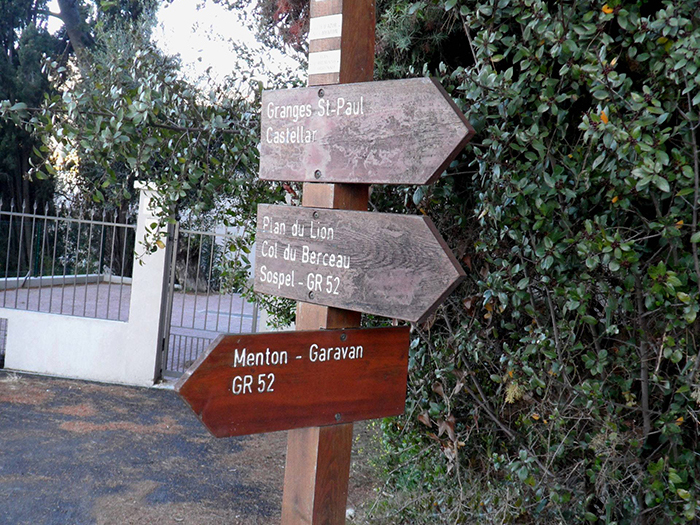 Granges St-Paul
Castellar
Plan du Lion
Col du Berceau
Sospel - GR 52
Menton - Garavan
GR 52